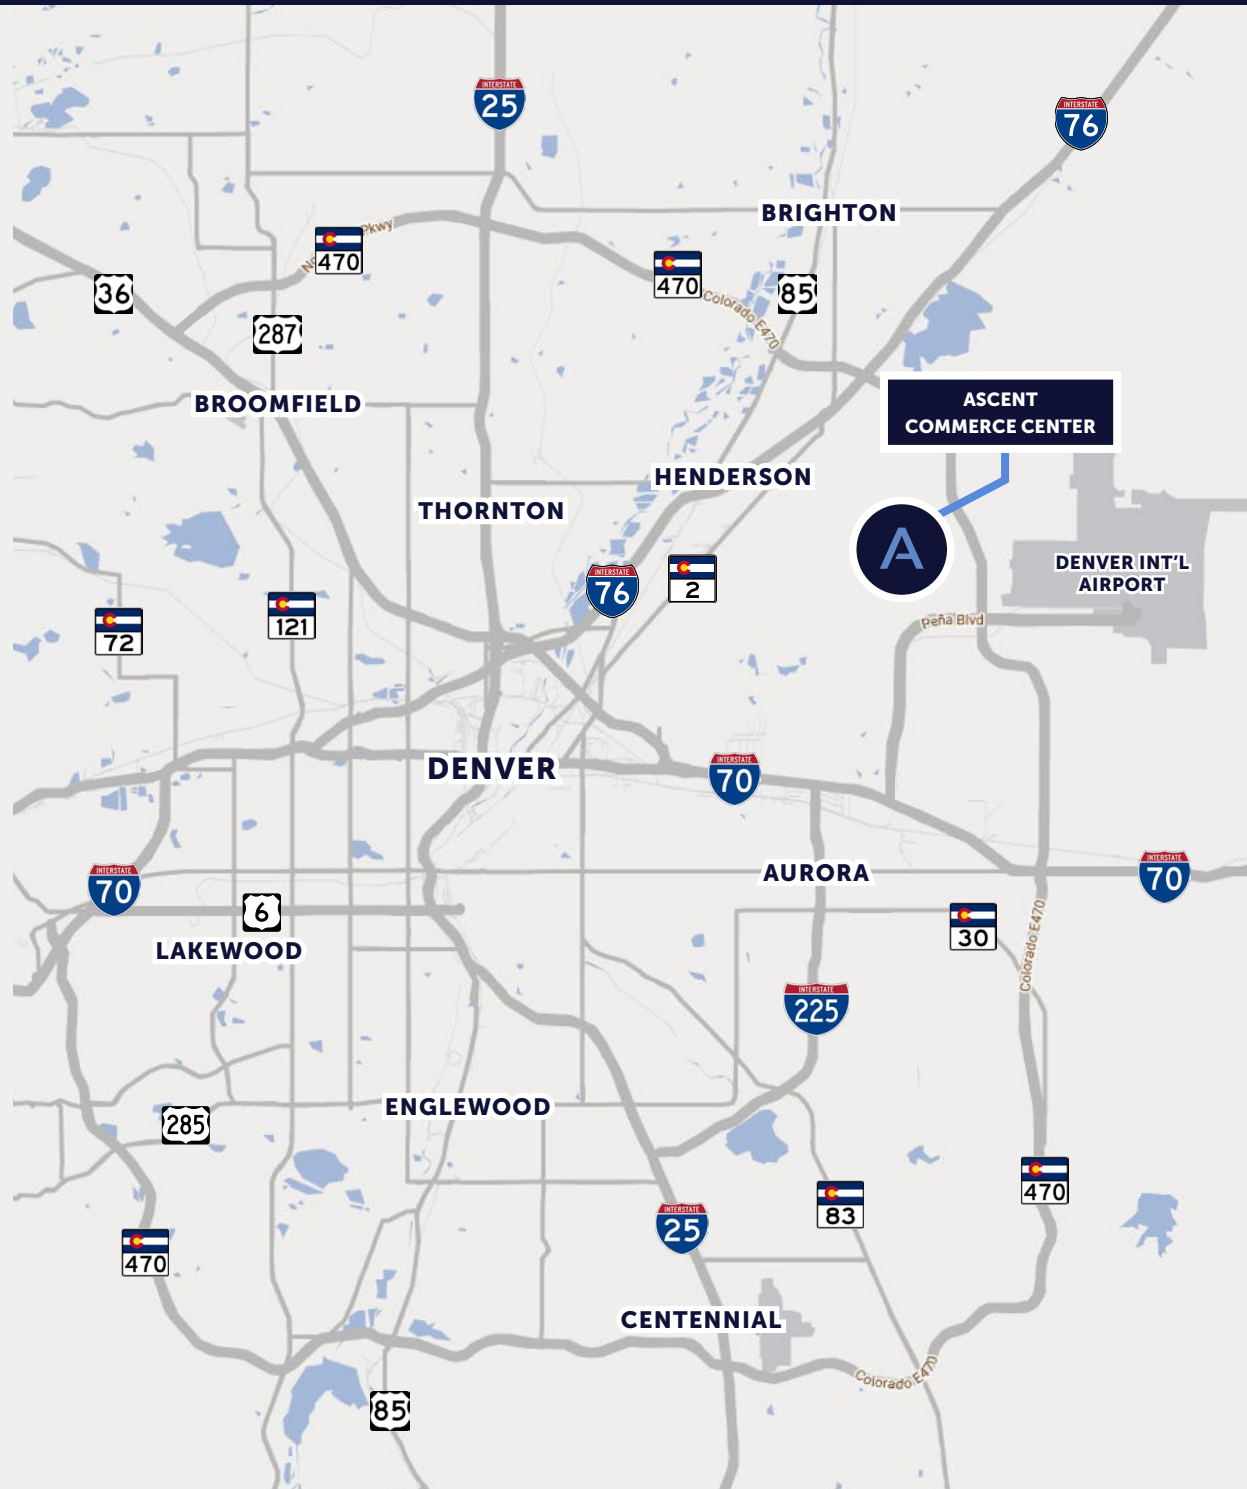 INTERSTATE
25
INTERSTATE
76
BRIGHTON
Pkwy
470
No
470
Colorado E470
85
36
287
BROOMFIELD
ASCENT
COMMERCE CENTER
HENDERSON
THORNTON
A
DENVER INT'L
AIRPORT
INTERSTATE
76
2
121
72
Peña Blvd
DENVER
INTERSTATE
70
AURORA
INTERSTATE
70
INTERSTATE
70
6
LAKEWOOD
30
Colorado E470
INTERSTATE
225
ENGLEWOOD
285
470
83
INTERSTATE
25
470
CENTENNIAL
Colorado E470
85